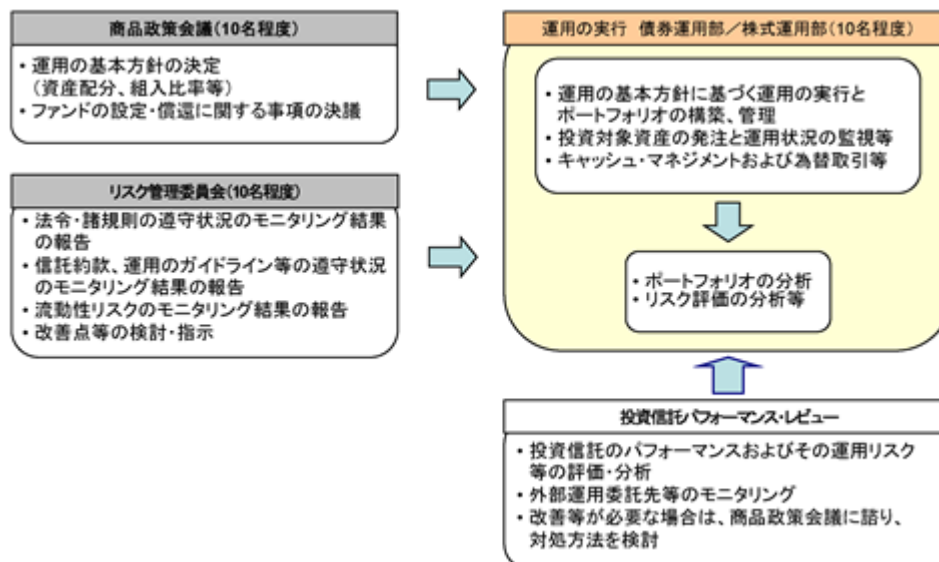 商品政策会議(10名程度)
・運用の基本方針の決定
(資産配分、組入比率等)
・ファンドの設定・償還に関する事項の決議
リスク管理委員会(10名程度)
・法令・諸規則の遵守状況のモニタリング結果
の報告
・信託約款、運用のガイドライン等の遵守状況
のモニタリング結果の報告
・流動性リスクのモニタリング結果の報告
・改善点等の検討・指示
運用の実行 債券運用部/株式運用部(10名程度)
・運用の基本方針に基づく運用の実行と
ポートフォリオの構築、管理
・投資対象資産の発注と運用状況の監視等
・キャッシュ・マネジメントおよび為替取引等
・ポートフォリオの分析
・リスク評価の分析等
投資信託パフォーマンス・レビュー
・投資信託のパフォーマンスおよびその運用リスク
等の評価・分析
・外部運用委託先等のモニタリング
・改善等が必要な場合は、商品政策会議に諮り、
対処方法を検討